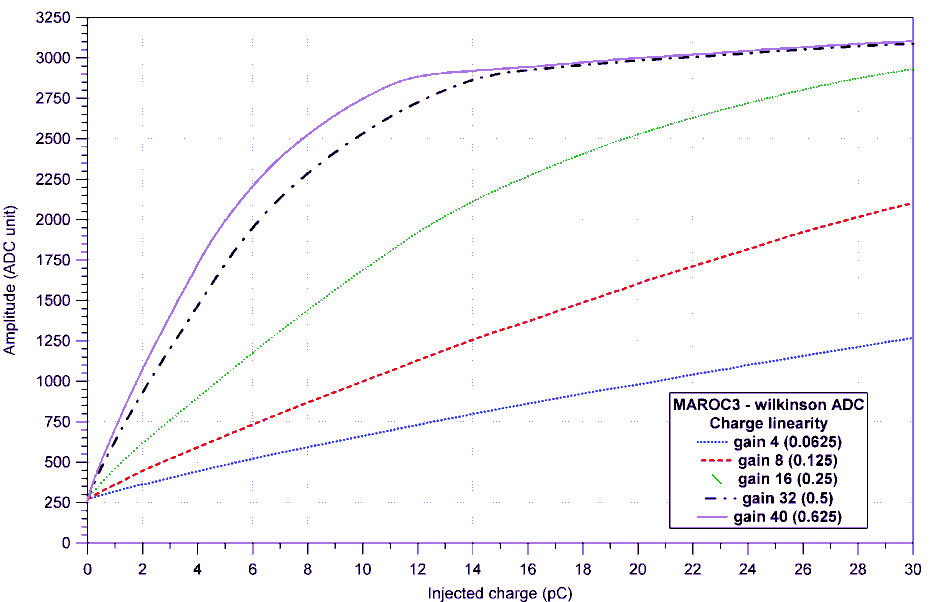 3250
3000
2750
2500
2250
2000
1750
1500
1250
1000
750
500
250
0
Amplitude (ADC unit)
0 2 4 6 8 10 12 14 16 18 20 22 24 26 28 30
Injected charge (pC)
MAROC3 - wilkinson ADC
Charge linearity
gain 4 (0.0625)
gain 8 (0.125)
gain 16 (0.25)
gain 32 (0.5)
gain 40 (0.625)